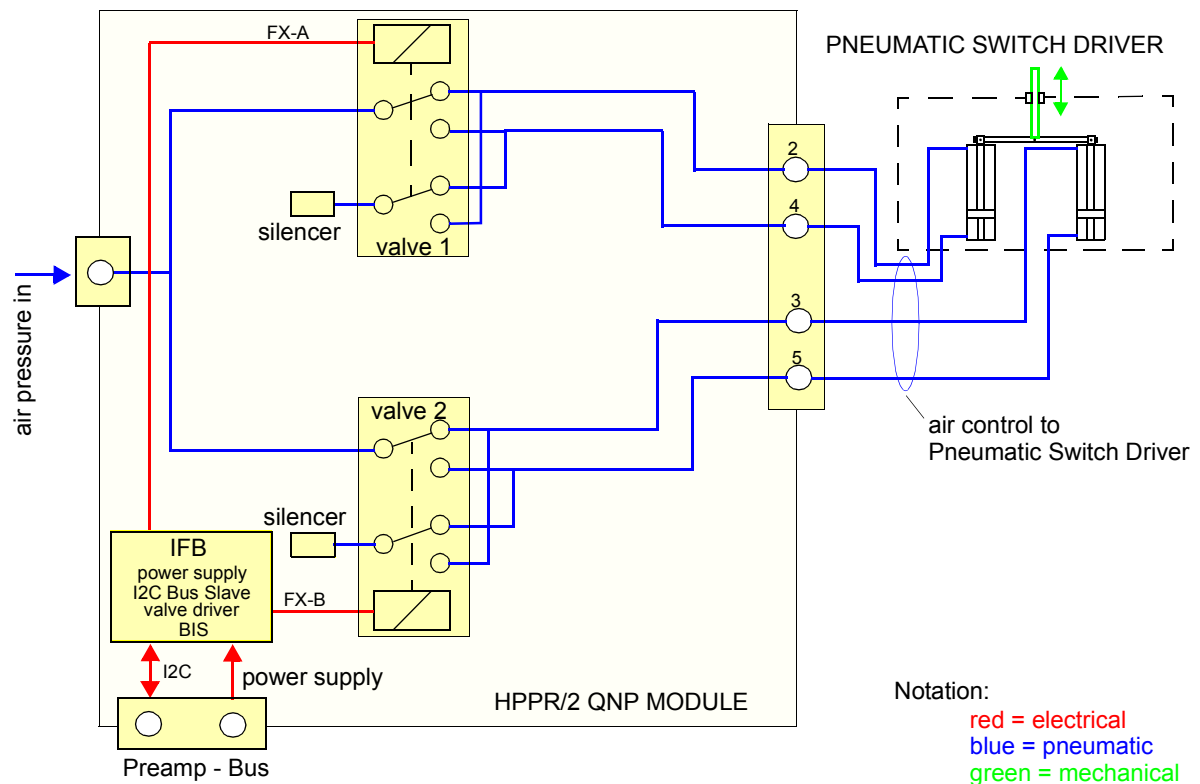 FX-A
PNEUMATIC SWITCH DRIVER
2
4
silencer
valve 1
air pressure in
3
5
valve 2
air control to
Pneumatic Switch Driver
silencer
IFB
power supply
I2C Bus Slave
valve driver
BIS
FX-B
I2C
power supply
HPPR/2 QNP MODULE
Preamp - Bus
Notation:
red = electrical
blue = pneumatic
green = mechanical